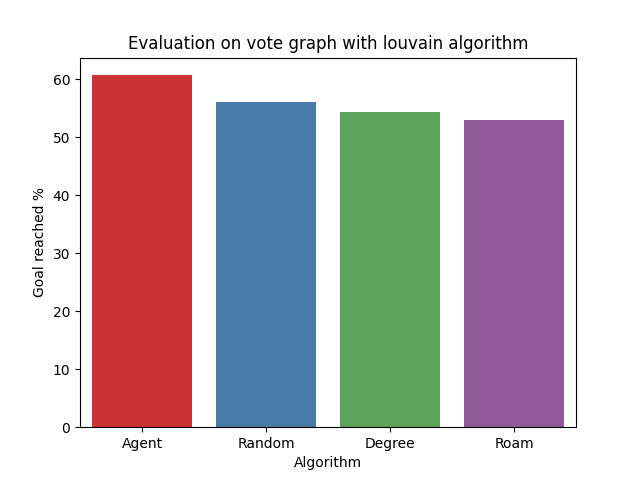 Evaluation on vote graph with louvain algorithm
Goal reached %
60
50
40
30
20
10
0
Agent Random Degree Roam
Algorithm